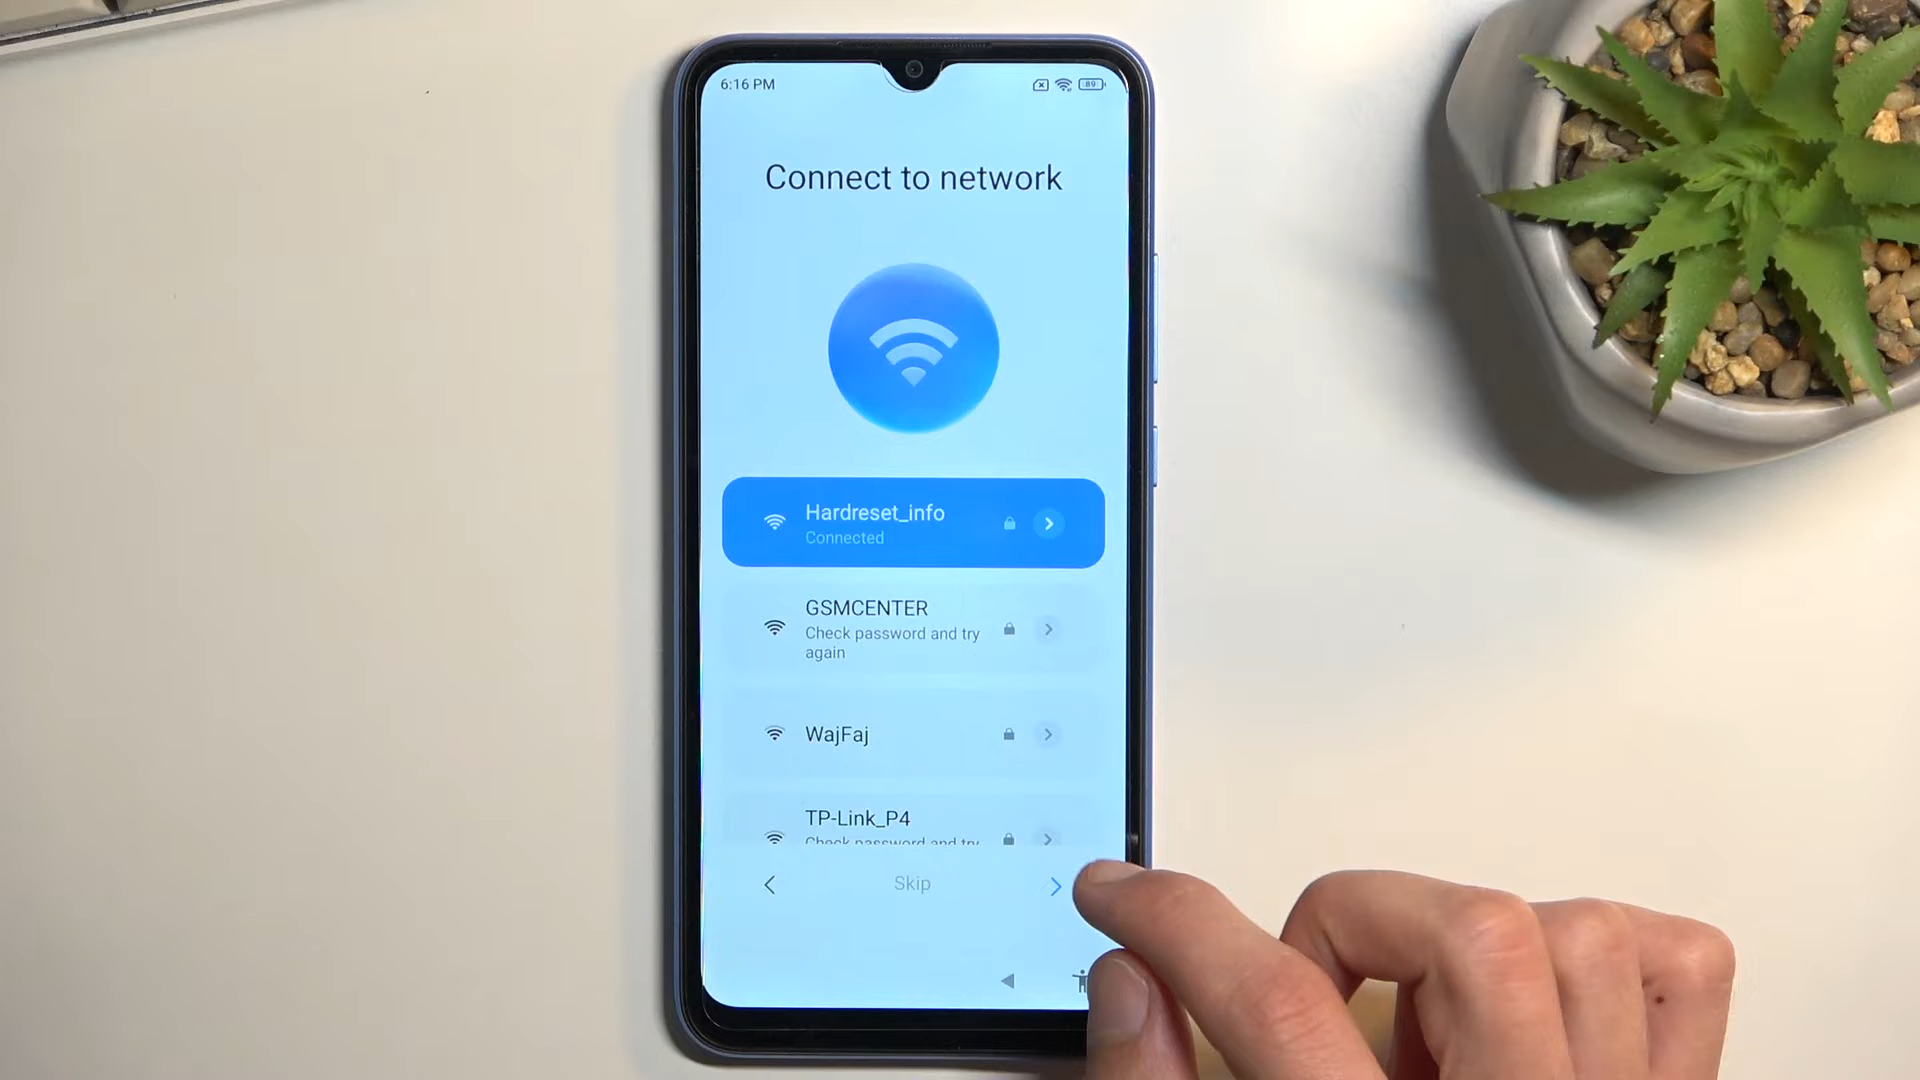 6:16 PM
89
Connect to network
Hardreset_info
Connected
GSMCENTER
Check password and try
again
WajFaj
TP-Link_P4
Check password and try
Skip